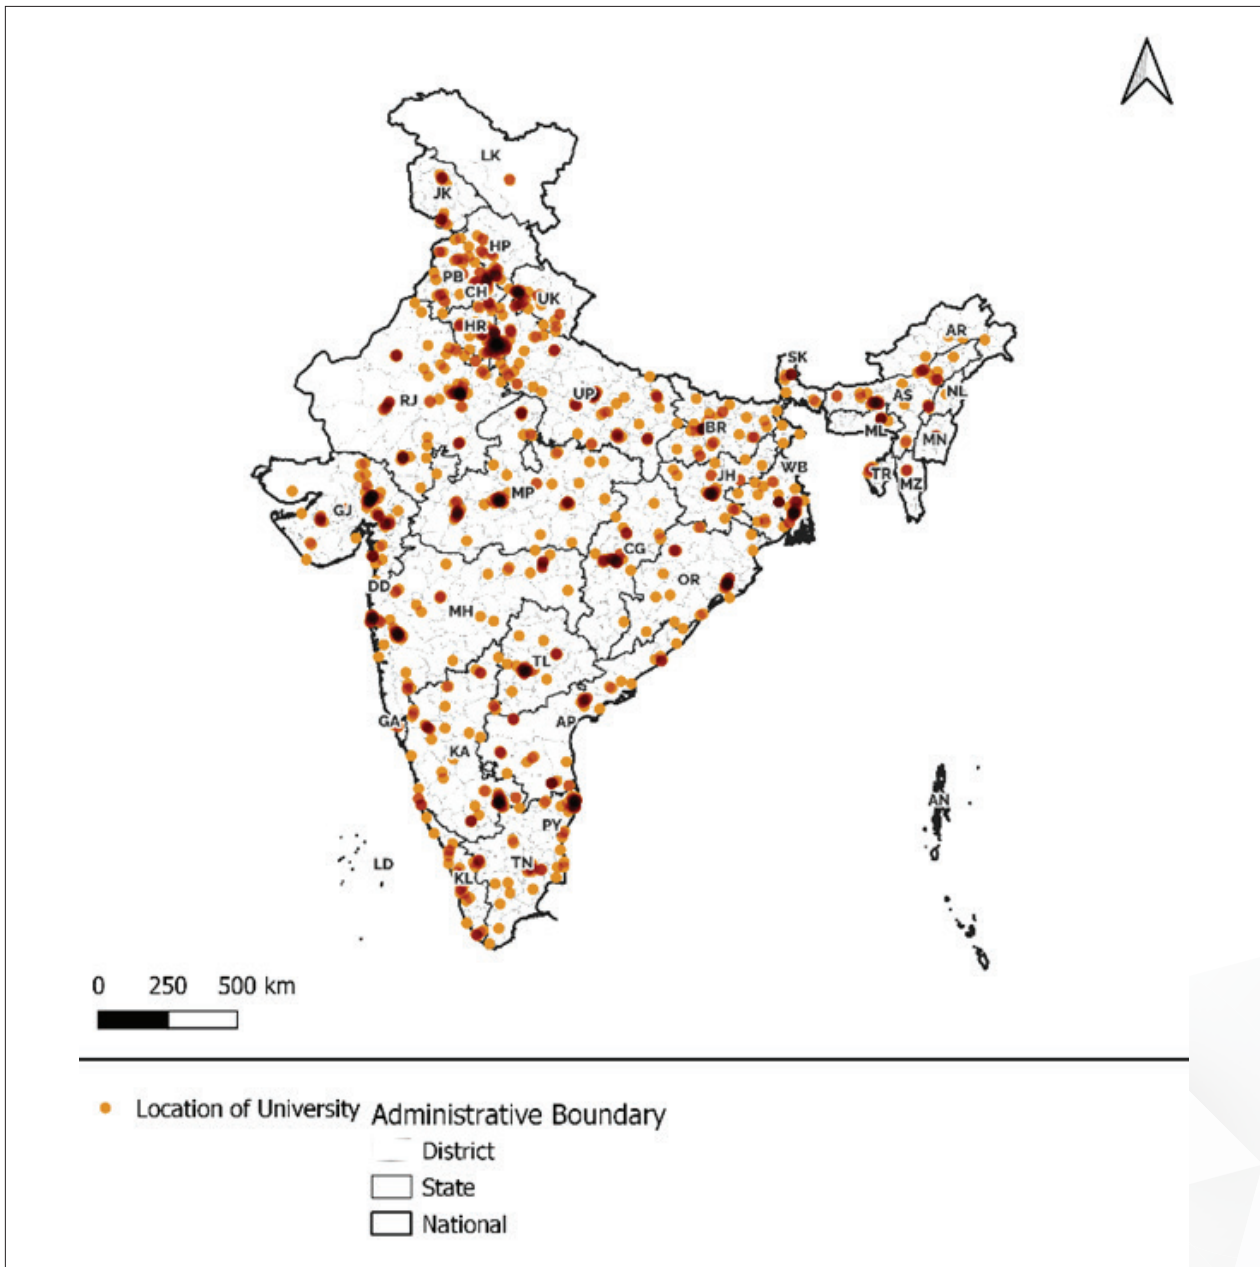 LK
JK
HP
PB
CH
UK
HR
AR
SK
UP
AS
NL
RJ
BR
ML
MN
WB
JH
TR
MZ
MP
GJ
CG
OR
DD
MH
TL
GA
AP
KA
AN
PY
LD
TN
KL
0 250 500 km
Location of University
Administrative Boundary
District
State
National